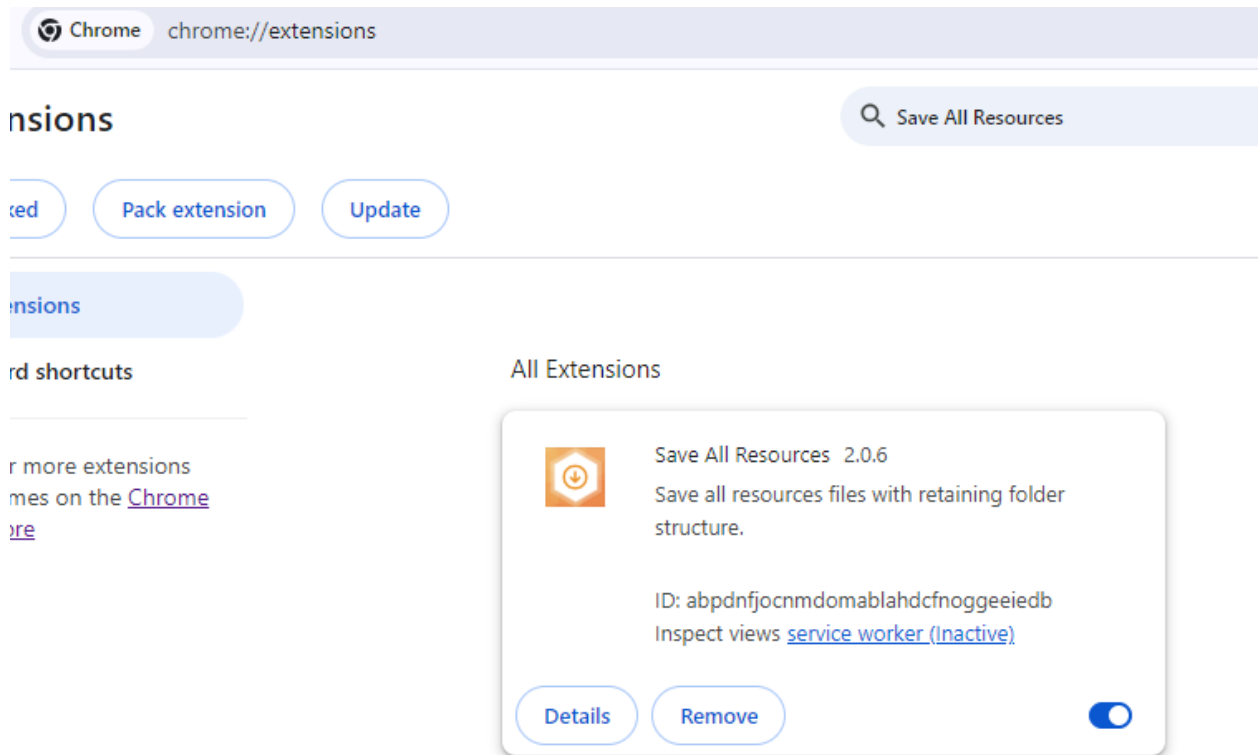 Chrome chrome://extensions
nsions
Save All Resources
ked Pack extension Update
ensions
rd shortcuts
r more extensions
mes on the Chrome
ore
All Extensions
Save All Resources 2.0.6
Save all resources files with retaining folder
structure.
ID: abpdnfjocnmdomablahdcfnoggeeiedb
Inspect views service worker (Inactive)
Details Remove